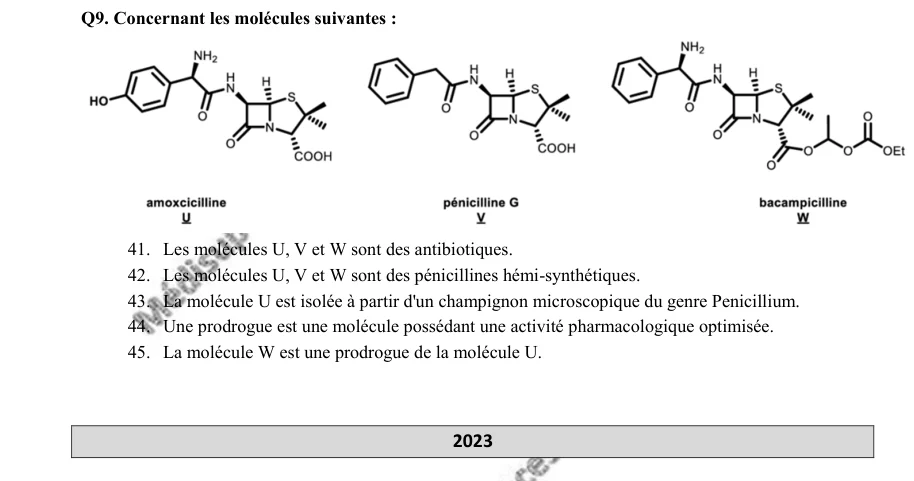 Q9. Concernant les molécules suivantes :
NH₂
HO
H
N
H
S
O
O
N
COOH
H
N
H
S
O
O
N
COOH
NH₂
H
N
H
S
O
O
N
O
O
O
O
OEt
amoxcicilline
U
pénicilline G
V
bacampicilline
W
41. Les molécules U, V et W sont des antibiotiques.
42. Les molécules U, V et W sont des pénicillines hémi-synthétiques.
43. La molécule U est isolée à partir d'un champignon microscopique du genre Penicillium.
44. Une prodrogue est une molécule possédant une activité pharmacologique optimisée.
45. La molécule W est une prodrogue de la molécule U.
2023